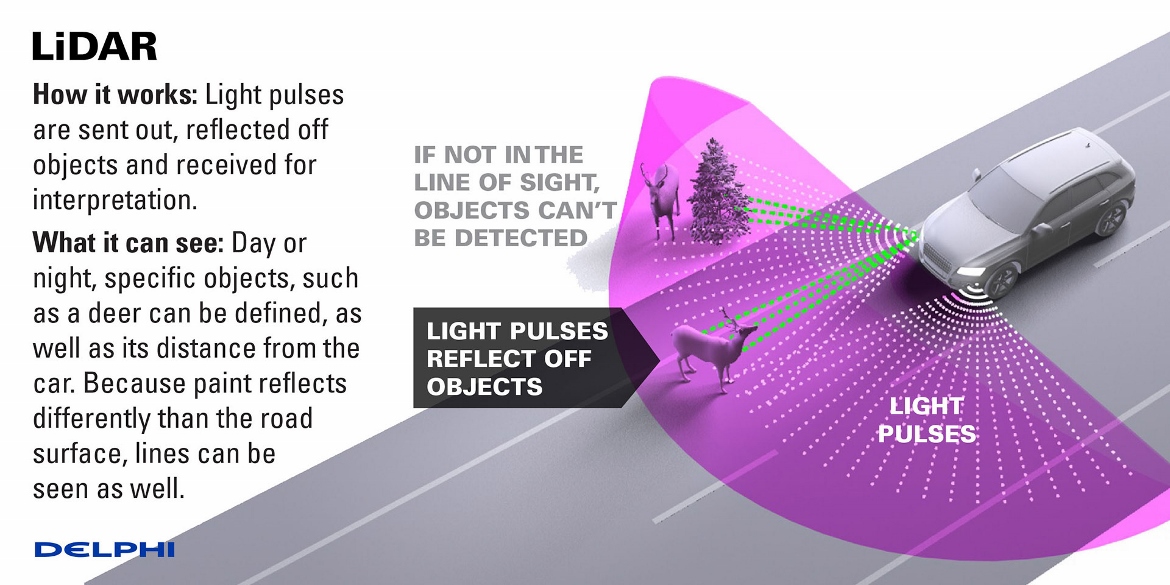 LiDAR
How it works: Light pulses
are sent out, reflected off
objects and received for
interpretation.
What it can see: Day or
night, specific objects, such
as a deer can be defined, as
well as its distance from the
car. Because paint reflects
differently than the road
surface, lines can be
seen as well.
DELPHI
IF NOT IN THE
LINE OF SIGHT,
OBJECTS CAN'T
BE DETECTED
LIGHT PULSES
REFLECT OFF
OBJECTS
LIGHT
PULSES